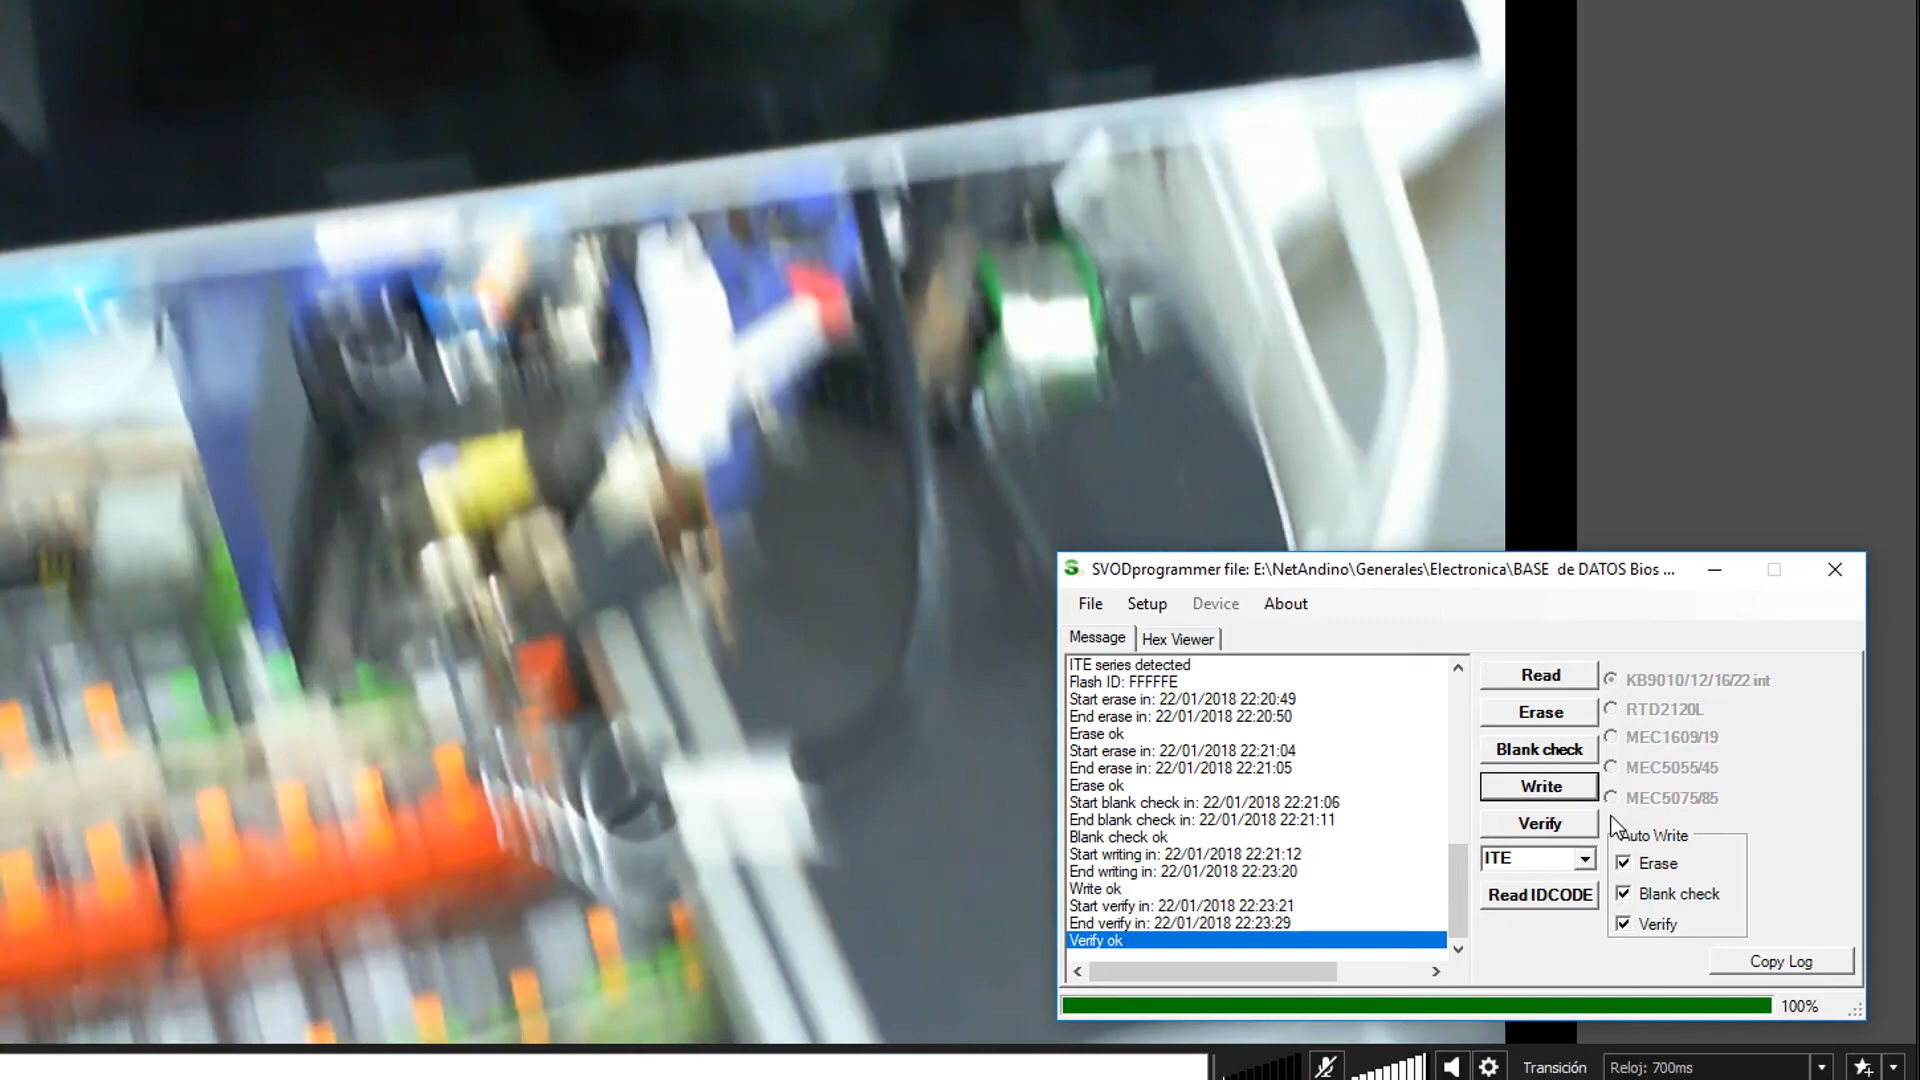 SVODprogrammer file: E:\NetAndino\Generales\Electronica\BASE  de DATOS Bios ...
File Setup Device About
Message Hex Viewer
ITE series detected
Flash ID: FFFFFE
Start erase in: 22/01/2018 22:20:49
End erase in: 22/01/2018 22:20:50
Erase ok
Start erase in: 22/01/2018 22:21:04
End erase in: 22/01/2018 22:21:05
Erase ok
Start blank check in: 22/01/2018 22:21:06
End blank check in: 22/01/2018 22:21:11
Blank check ok
Start writing in: 22/01/2018 22:21:12
End writing in: 22/01/2018 22:23:20
Write ok
Start verify in: 22/01/2018 22:23:21
End verify in: 22/01/2018 22:23:29
Verify ok
Read
Erase
Blank check
Write
Verify
ITE
Read IDCODE
KB9010/12/16/22 int
RTD2120L
MEC1609/19
MEC5055/45
MEC5075/85
Auto Write
Erase
Blank check
Verify
Copy Log
100%
Transición
Reloj: 700ms